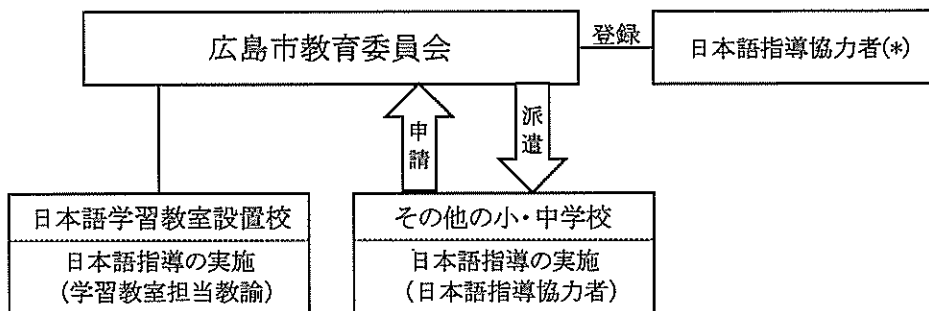 広島市教育委員会
登録
日本語指導協力者(*)
申請
派遣
日本語学習教室設置校
日本語指導の実施
(学習教室担当教諭)
その他の小・中学校
日本語指導の実施
(日本語指導協力者)